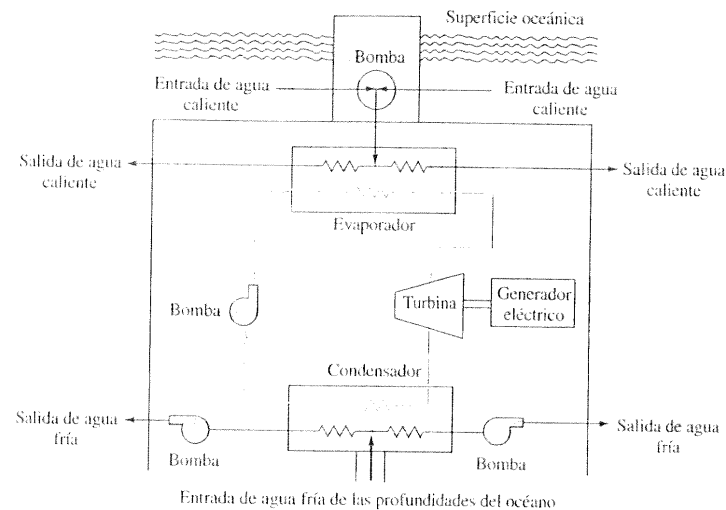 Superficie oceánica
Bomba
Entrada de agua
caliente
Entrada de agua
caliente
Salida de agua
caliente
Salida de agua
caliente
Evaporador
Bomba
Turbina
Generador
eléctrico
Condensador
Salida de agua
fría
Salida de agua
fría
Bomba
Bomba
Entrada de agua fría de las profundidades del océano